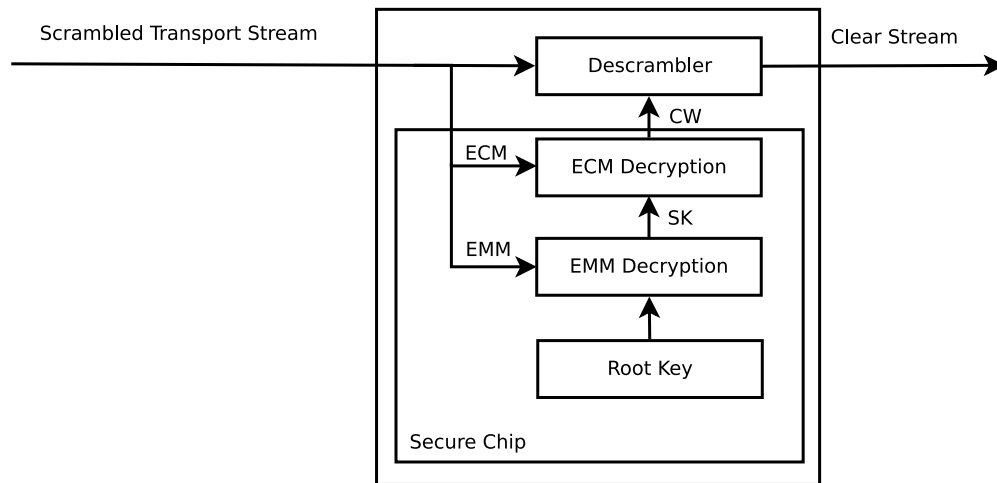 Scrambled Transport Stream
Clear Stream
Descrambler
CW
ECM
ECM Decryption
SK
EMM
EMM Decryption
Root Key
Secure Chip